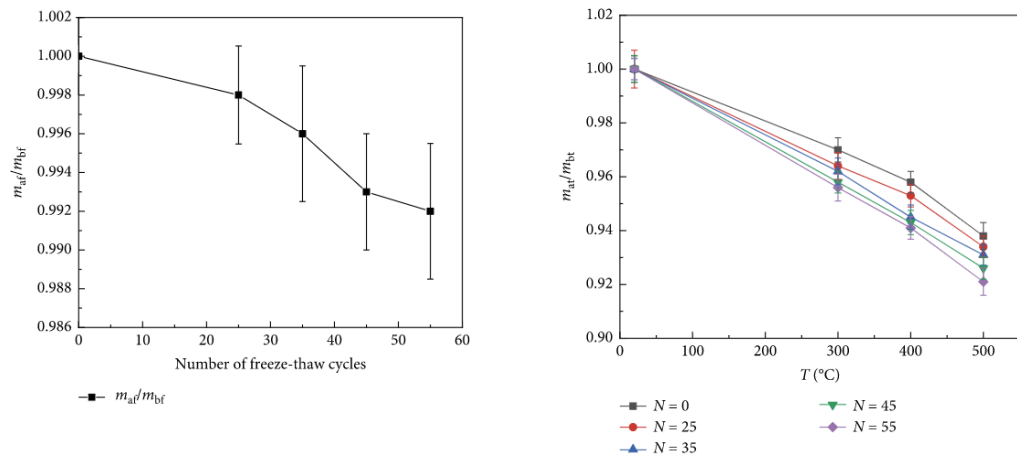 1.002
1.000
0.998
0.996
0.994
0.992
0.990
0.988
0.986
m_af/m_bf
0 10 20 30 40 50 60
Number of freeze-thaw cycles
m_af/m_bf
1.02
1.00
0.98
0.96
0.94
0.92
0.90
m_at/m_bt
0 100 200 300 400 500
T (°C)
N = 0
N = 25
N = 35
N = 45
N = 55